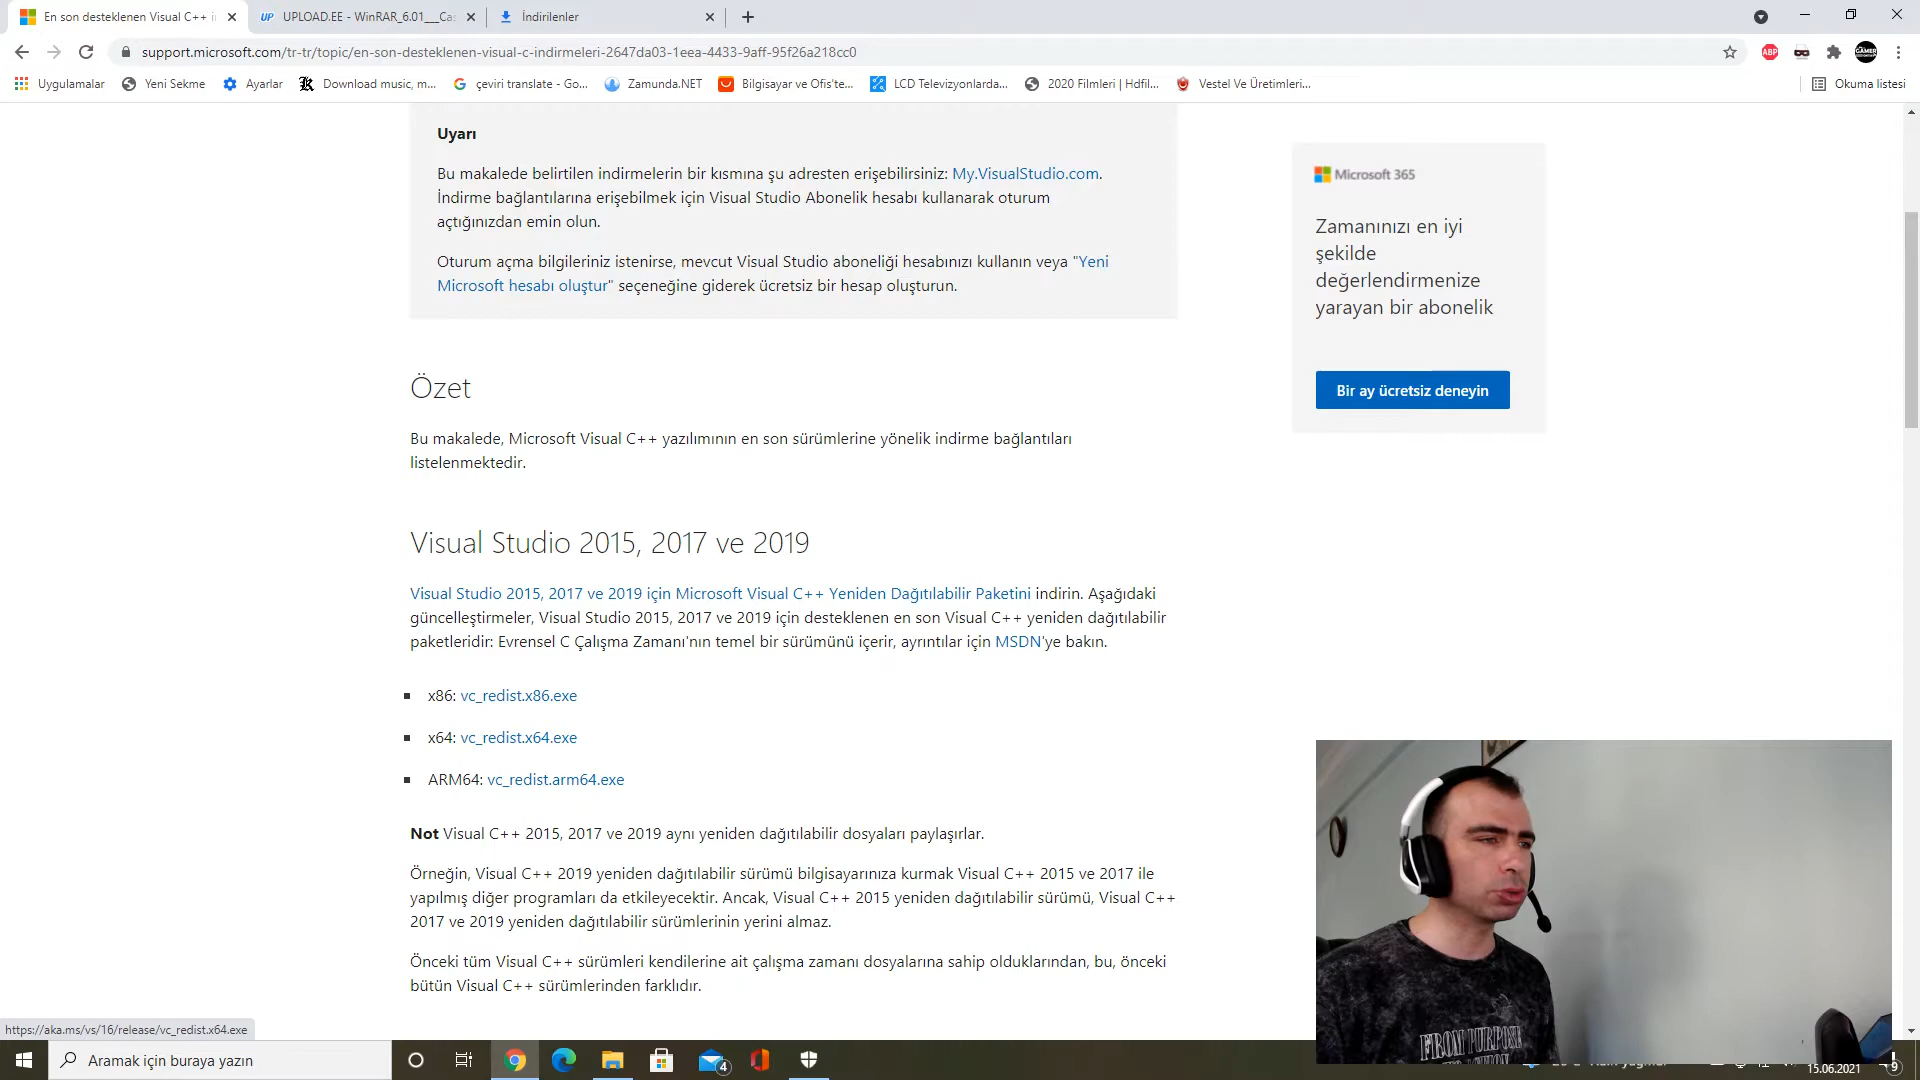 En son desteklenen Visual C++ i
UPLOAD.EE - WinRAR_6.01__Ca
İndirilenler
support.microsoft.com/tr-tr/topic/en-son-desteklenen-visual-c-indirmeleri-2647da03-1eea-4433-9aff-95f26a218cc0
ABP
Uygulamalar
Yeni Sekme
Ayarlar
Download music, m...
çeviri translate - Go...
Zamunda.NET
Bilgisayar ve Ofis'te...
LCD Televizyonlarda...
2020 Filmleri | Hdfil...
Vestel Ve Üretimleri...
Okuma listesi
Uyarı
Bu makalede belirtilen indirmelerin bir kısmına şu adresten erişebilirsiniz: My.VisualStudio.com.
İndirme bağlantılarına erişebilmek için Visual Studio Abonelik hesabı kullanarak oturum
açtığınızdan emin olun.
Oturum açma bilgileriniz istenirse, mevcut Visual Studio aboneliği hesabınızı kullanın veya "Yeni
Microsoft hesabı oluştur" seçeneğine giderek ücretsiz bir hesap oluşturun.
Microsoft 365
Zamanınızı en iyi
şekilde
değerlendirmenize
yarayan bir abonelik
Bir ay ücretsiz deneyin
Özet
Bu makalede, Microsoft Visual C++ yazılımının en son sürümlerine yönelik indirme bağlantıları
listelenmektedir.
Visual Studio 2015, 2017 ve 2019
Visual Studio 2015, 2017 ve 2019 için Microsoft Visual C++ Yeniden Dağıtılabilir Paketini indirin. Aşağıdaki
güncelleştirmeler, Visual Studio 2015, 2017 ve 2019 için desteklenen en son Visual C++ yeniden dağıtılabilir
paketleridir: Evrensel C Çalışma Zamanı'nın temel bir sürümünü içerir, ayrıntılar için MSDN'ye bakın.
x86: vc_redist.x86.exe
x64: vc_redist.x64.exe
ARM64: vc_redist.arm64.exe
Not Visual C++ 2015, 2017 ve 2019 aynı yeniden dağıtılabilir dosyaları paylaşırlar.
Örneğin, Visual C++ 2019 yeniden dağıtılabilir sürümü bilgisayarınıza kurmak Visual C++ 2015 ve 2017 ile
yapılmış diğer programları da etkileyecektir. Ancak, Visual C++ 2015 yeniden dağıtılabilir sürümü, Visual C++
2017 ve 2019 yeniden dağıtılabilir sürümlerinin yerini almaz.
Önceki tüm Visual C++ sürümleri kendilerine ait çalışma zamanı dosyalarına sahip olduklarından, bu, önceki
bütün Visual C++ sürümlerinden farklıdır.
FROM PURPOSE
https://aka.ms/vs/16/release/vc_redist.x64.exe
Aramak için buraya yazın
4
15.06.2021
9